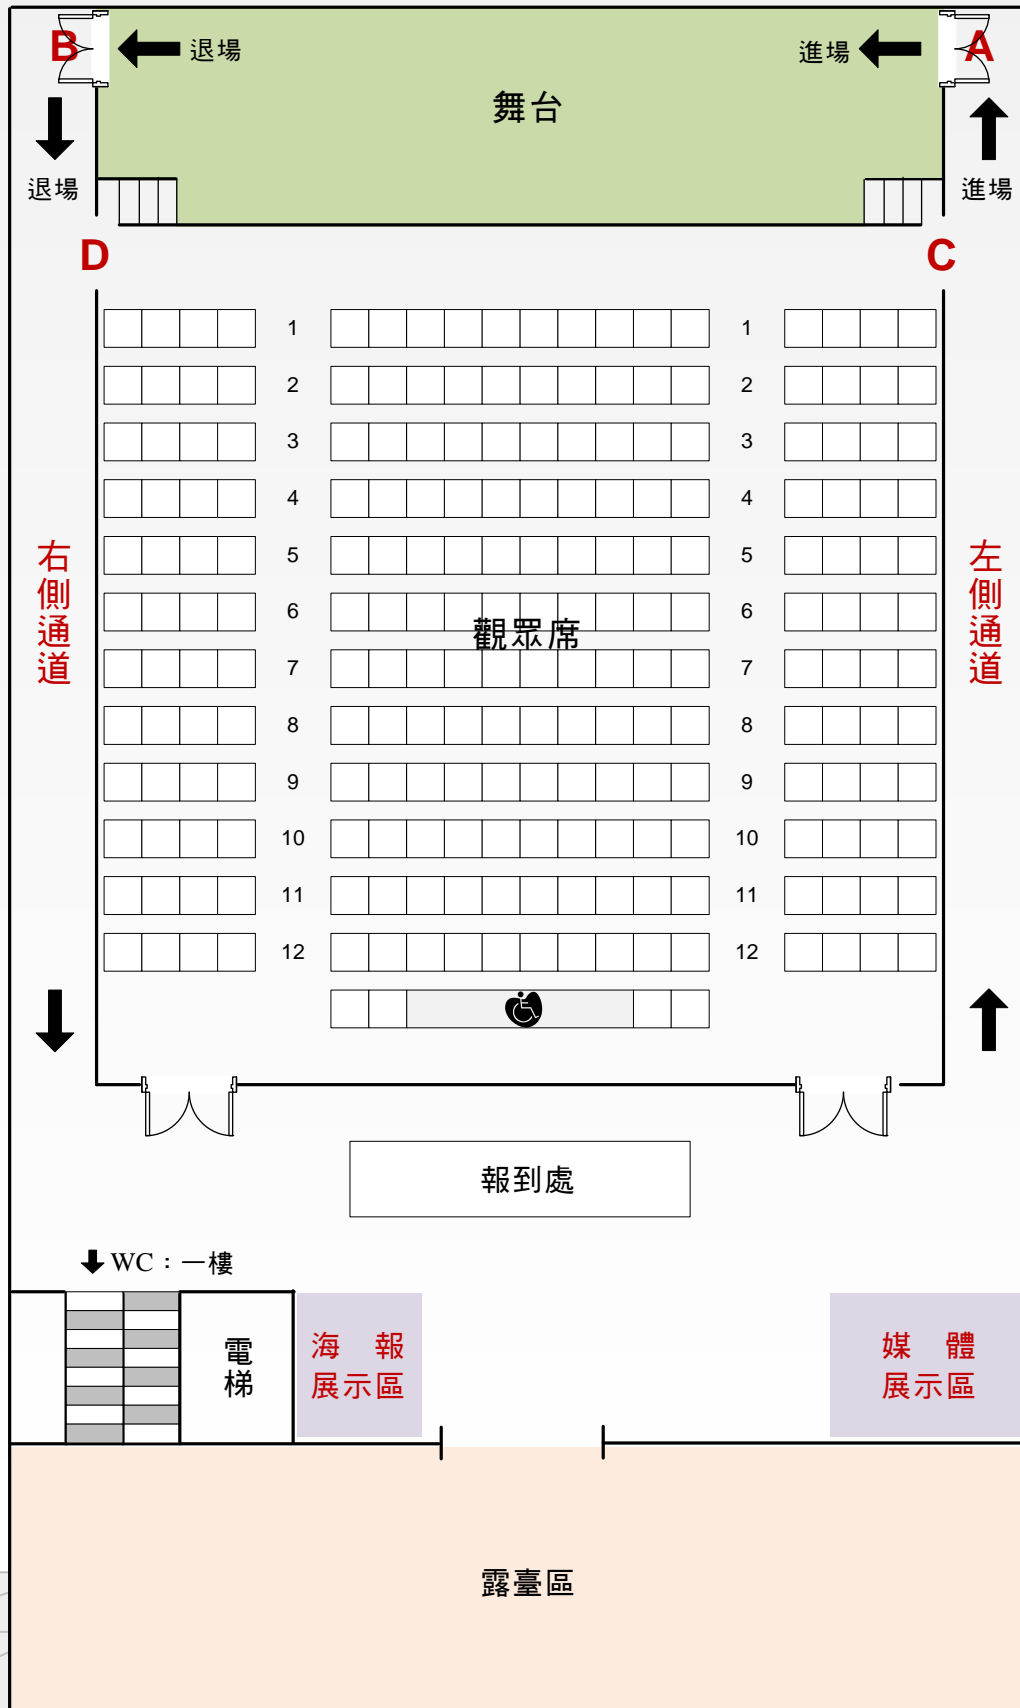 B
退場
進場
A
舞台
退場
進場
D
C
1
1
2
2
3
3
4
4
5
5
6
6
觀眾席
7
7
8
8
9
9
10
10
11
11
12
12
右側通道
左側通道
報到處
WC：一樓
電梯
海 報
展示區
媒 體
展示區
露臺區